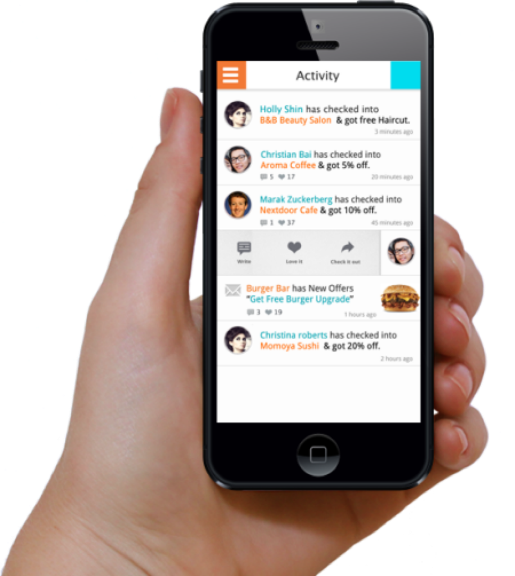 Activity
Holly Shin has checked into
B&B Beauty Salon & got free Haircut.
3 minutes ago
Christian Bai has checked into
Aroma Coffee & got 5% off.
5 17
20 minutes ago
Marak Zuckerberg has checked into
Nextdoor Cafe & got 10% off.
1 37
45 minutes ago
Write Love it Check it out
Burger Bar has New Offers
“Get Free Burger Upgrade”
3 19
1 hours ago
Christina roberts has checked into
Momoya Sushi & got 20% off.
2 hours ago